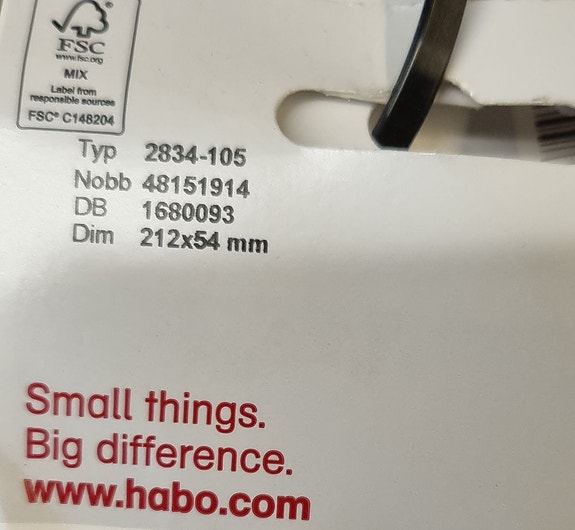 FSC
www.fsc.org
MIX
Label from
responsible sources
FSC® C148204
Typ 2834-105
Nobb 48151914
DB 1680093
Dim 212x54 mm
Small things.
Big difference.
www.habo.com